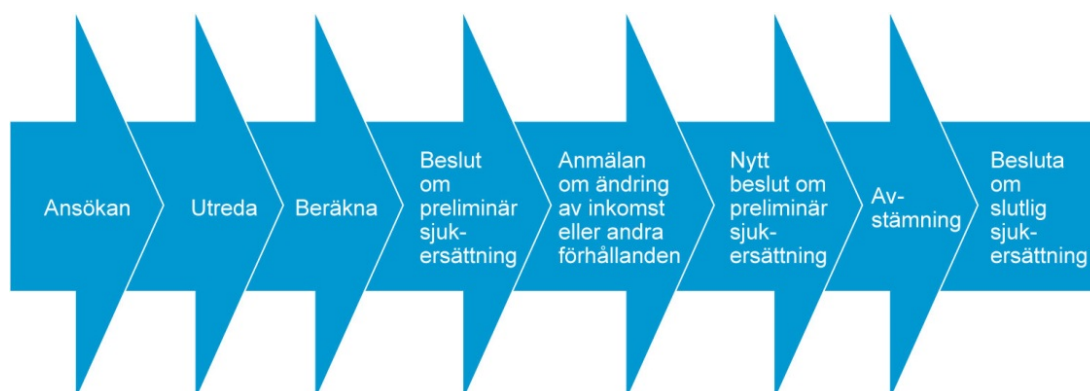 Ansökan
Utreda
Beräkna
Beslut
om
preliminär
sjuk-
ersättning
Anmälan
om ändring
av inkomst
eller andra
förhållanden
Nytt
beslut om
preliminär
sjuk-
ersättning
Av-
stämning
Besluta
om
slutlig
sjuk-
ersättning